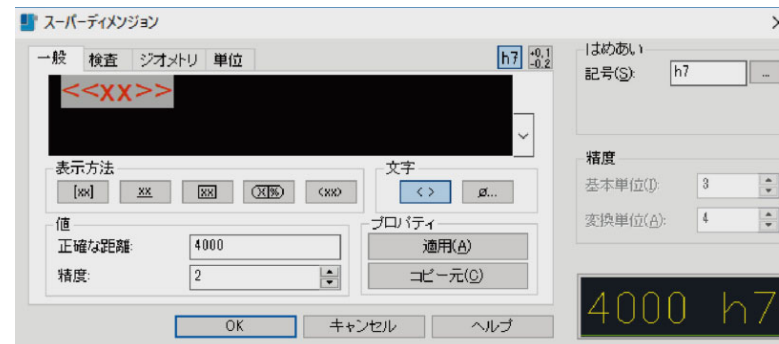 スーパーディメンジョン
一般 検査 ジオメトリ 単位
h7 +0.1 -0.2
<<xx>>
表示方法
[xx] xx xx (X|%) <xx>
文字
<> ø...
値
正確な距離: 4000
精度: 2
プロパティ
適用(A)
コピー元(C)
OK キャンセル ヘルプ
はめあい
記号(S): h7 ...
精度
基本単位(I): 3
変換単位(A): 4
4000 h7